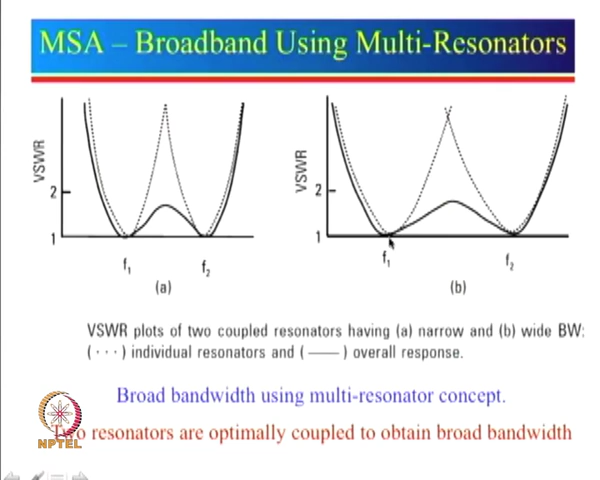 MSA – Broadband Using Multi-Resonators
VSWR
2
1
f₁
f₂
(a)
VSWR
2
1
f₁
f₂
(b)
VSWR plots of two coupled resonators having (a) narrow and (b) wide BW:
(· · ·) individual resonators and (——) overall response.
Broad bandwidth using multi-resonator concept.
Two resonators are optimally coupled to obtain broad bandwidth
NPTEL